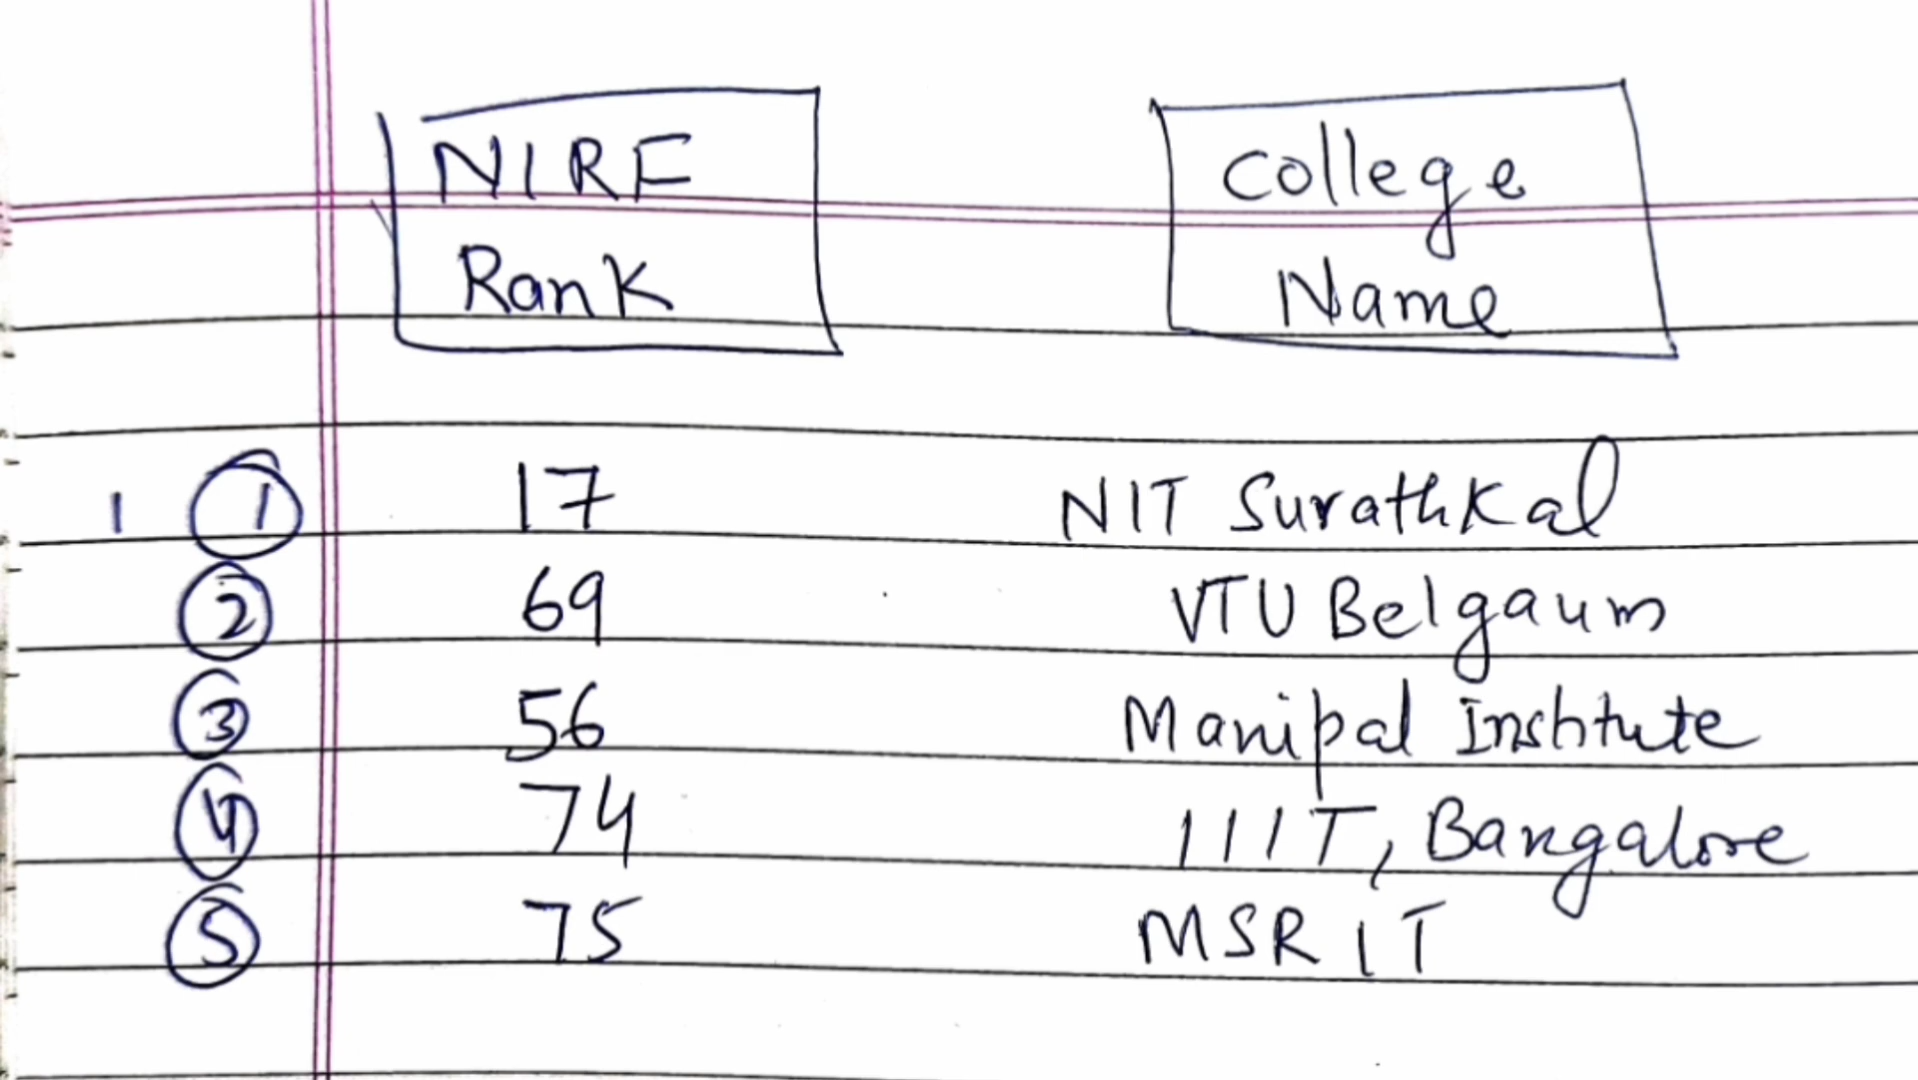 NIRF College
Rank Name
1 1 17 NIT Surathkal
2 69 VTU Belgaum
3 56 Manipal Institute
4 74 IIIT, Bangalore
5 75 MSRIT